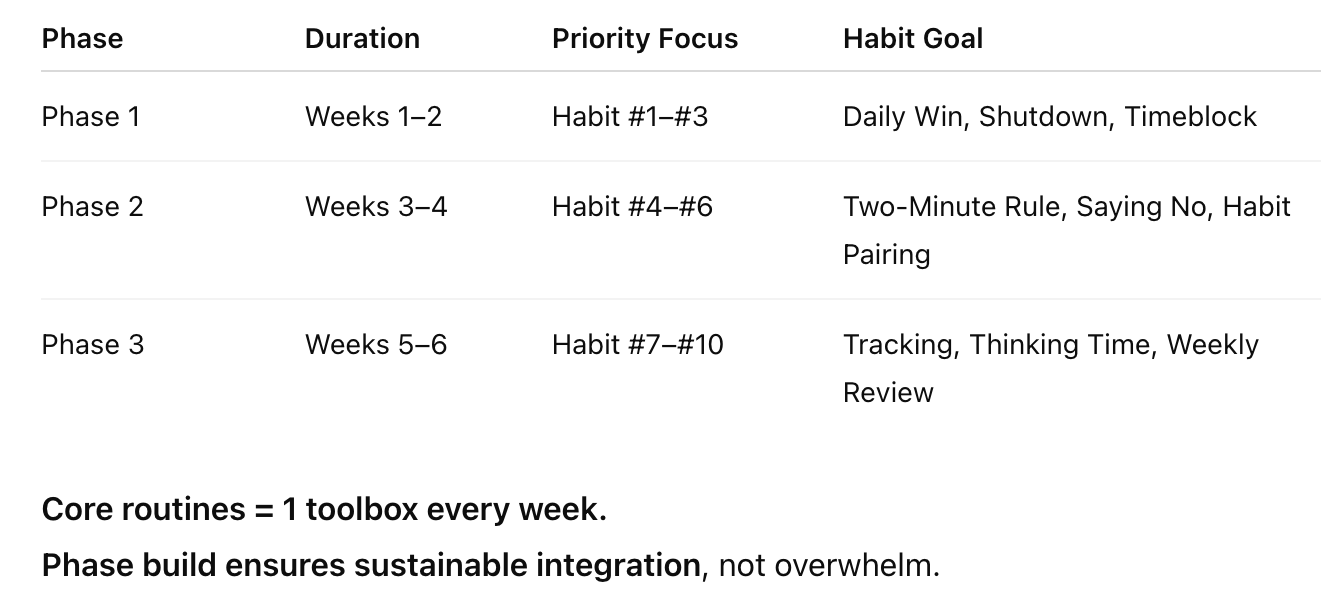 Phase Duration Priority Focus Habit Goal
Phase 1 Weeks 1–2 Habit #1–#3 Daily Win, Shutdown, Timeblock
Phase 2 Weeks 3–4 Habit #4–#6 Two-Minute Rule, Saying No, Habit
Pairing
Phase 3 Weeks 5–6 Habit #7–#10 Tracking, Thinking Time, Weekly
Review
Core routines = 1 toolbox every week.
Phase build ensures sustainable integration, not overwhelm.